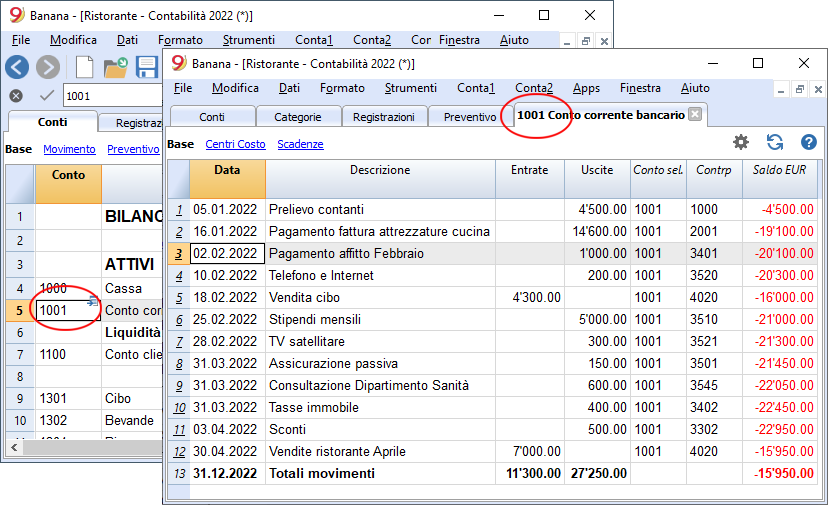 Banana - [Ristorante - Contabilità 2022 (*)]
File Modifica Dati Formato Strumenti Conta1 Conta2 Cor Finestra Aiuto
1001
Conti Registraz
Base Movimento Preventivo
Conto
1 BILANC
2
3 ATTIVI
4 1000 Cassa
5 1001 Conto cor
6 Liquidità
7 1100 Conto clie
8
9 1301 Cibo
10 1302 Bevande
Banana - [Ristorante - Contabilità 2022 (*)]
File Modifica Dati Formato Strumenti Conta1 Conta2 Apps Finestra Aiuto
Conti Categorie Registrazioni Preventivo 1001 Conto corrente bancario
Base Centri Costo Scadenze
Data Descrizione Entrate Uscite Conto sel. Contrp Saldo EUR
1 05.01.2022 Prelievo contanti 4'500.00 1001 1000 -4'500.00
2 16.01.2022 Pagamento fattura attrezzature cucina 14'600.00 1001 2001 -19'100.00
3 02.02.2022 Pagamento affitto Febbraio 1'000.00 1001 3401 -20'100.00
4 10.02.2022 Telefono e Internet 200.00 1001 3520 -20'300.00
5 18.02.2022 Vendita cibo 4'300.00 1001 4020 -16'000.00
6 25.02.2022 Stipendi mensili 5'000.00 1001 3510 -21'000.00
7 28.02.2022 TV satellitare 300.00 1001 3521 -21'300.00
8 31.03.2022 Assicurazione passiva 150.00 1001 3501 -21'450.00
9 31.03.2022 Consultazione Dipartimento Sanità 600.00 1001 3545 -22'050.00
10 31.03.2022 Tasse immobile 400.00 1001 3402 -22'450.00
11 03.04.2022 Sconti 500.00 1001 3302 -22'950.00
12 30.04.2022 Vendite ristorante Aprile 7'000.00 1001 4020 -15'950.00
13 31.12.2022 Totali movimenti 11'300.00 27'250.00 -15'950.00